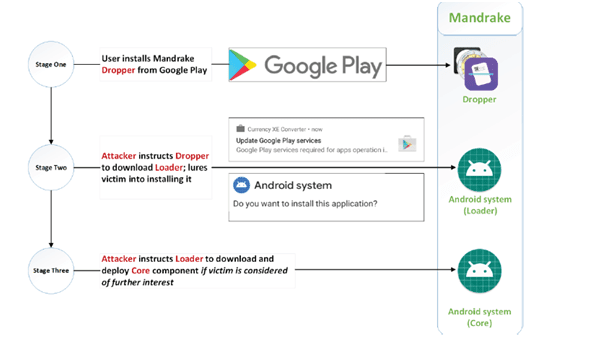 Mandrake
Stage One
User installs Mandrake
Dropper from Google Play
Google Play
Dropper
Stage Two
Attacker instructs Dropper
to download Loader; lures
victim into installing it
Currency XE Converter • now
Update Google Play services
Google Play services required for apps operation i..
Android system
Do you want to install this application?
Android system
(Loader)
Stage Three
Attacker instructs Loader to download and
deploy Core component if victim is considered
of further interest
Android system
(Core)